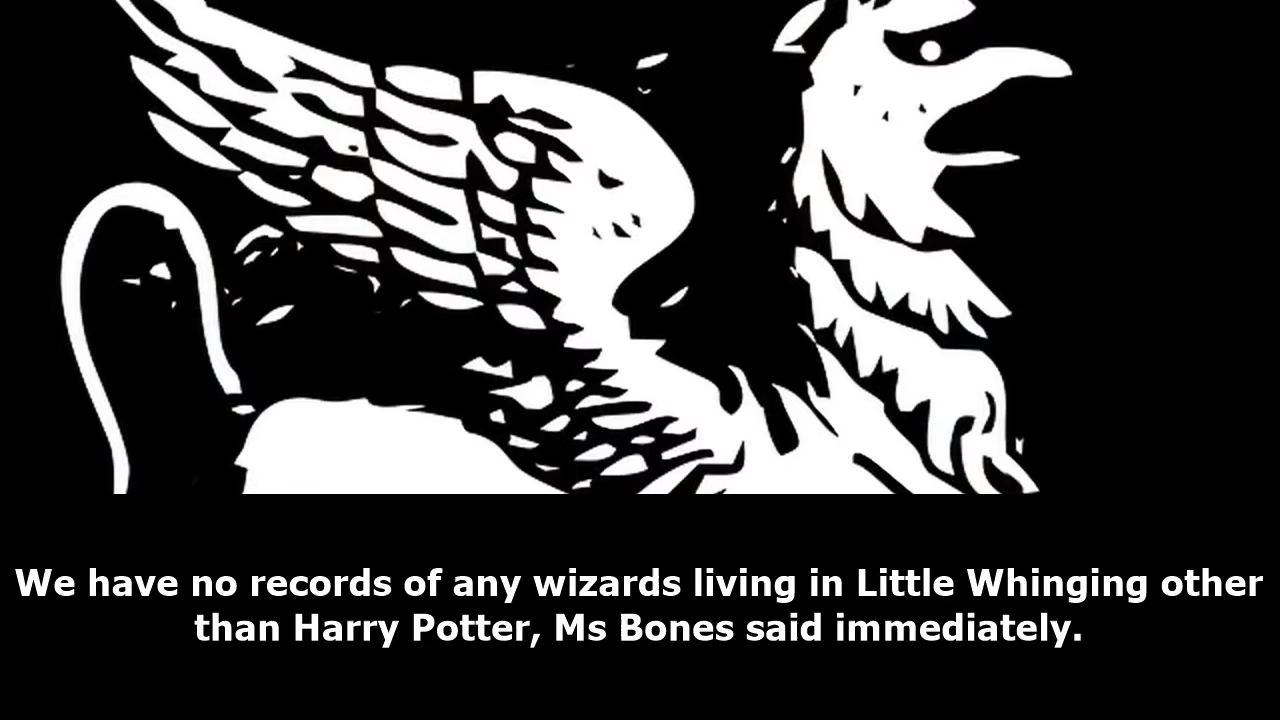 We have no records of any wizards living in Little Whinging other
than Harry Potter, Ms Bones said immediately.